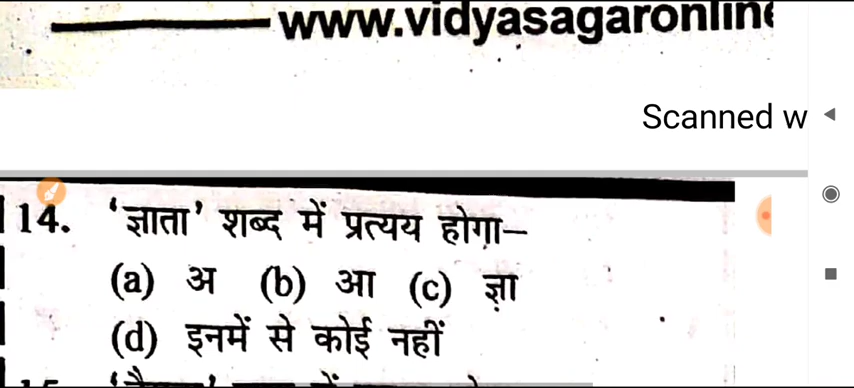 www.vidyasagaronlin
Scanned w
14. 'ज्ञाता' शब्द में प्रत्यय होगा–
(a) अ (b) आ (c) ज्ञा
(d) इनमें से कोई नहीं